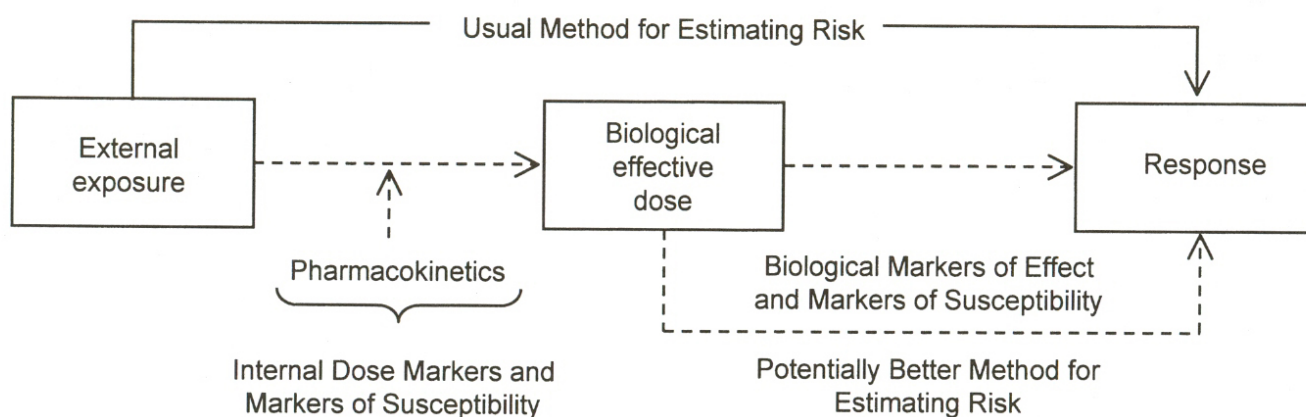 Usual Method for Estimating Risk
External
exposure
Biological
effective
dose
Response
Pharmacokinetics
Biological Markers of Effect
and Markers of Susceptibility
Internal Dose Markers and
Markers of Susceptibility
Potentially Better Method for
Estimating Risk